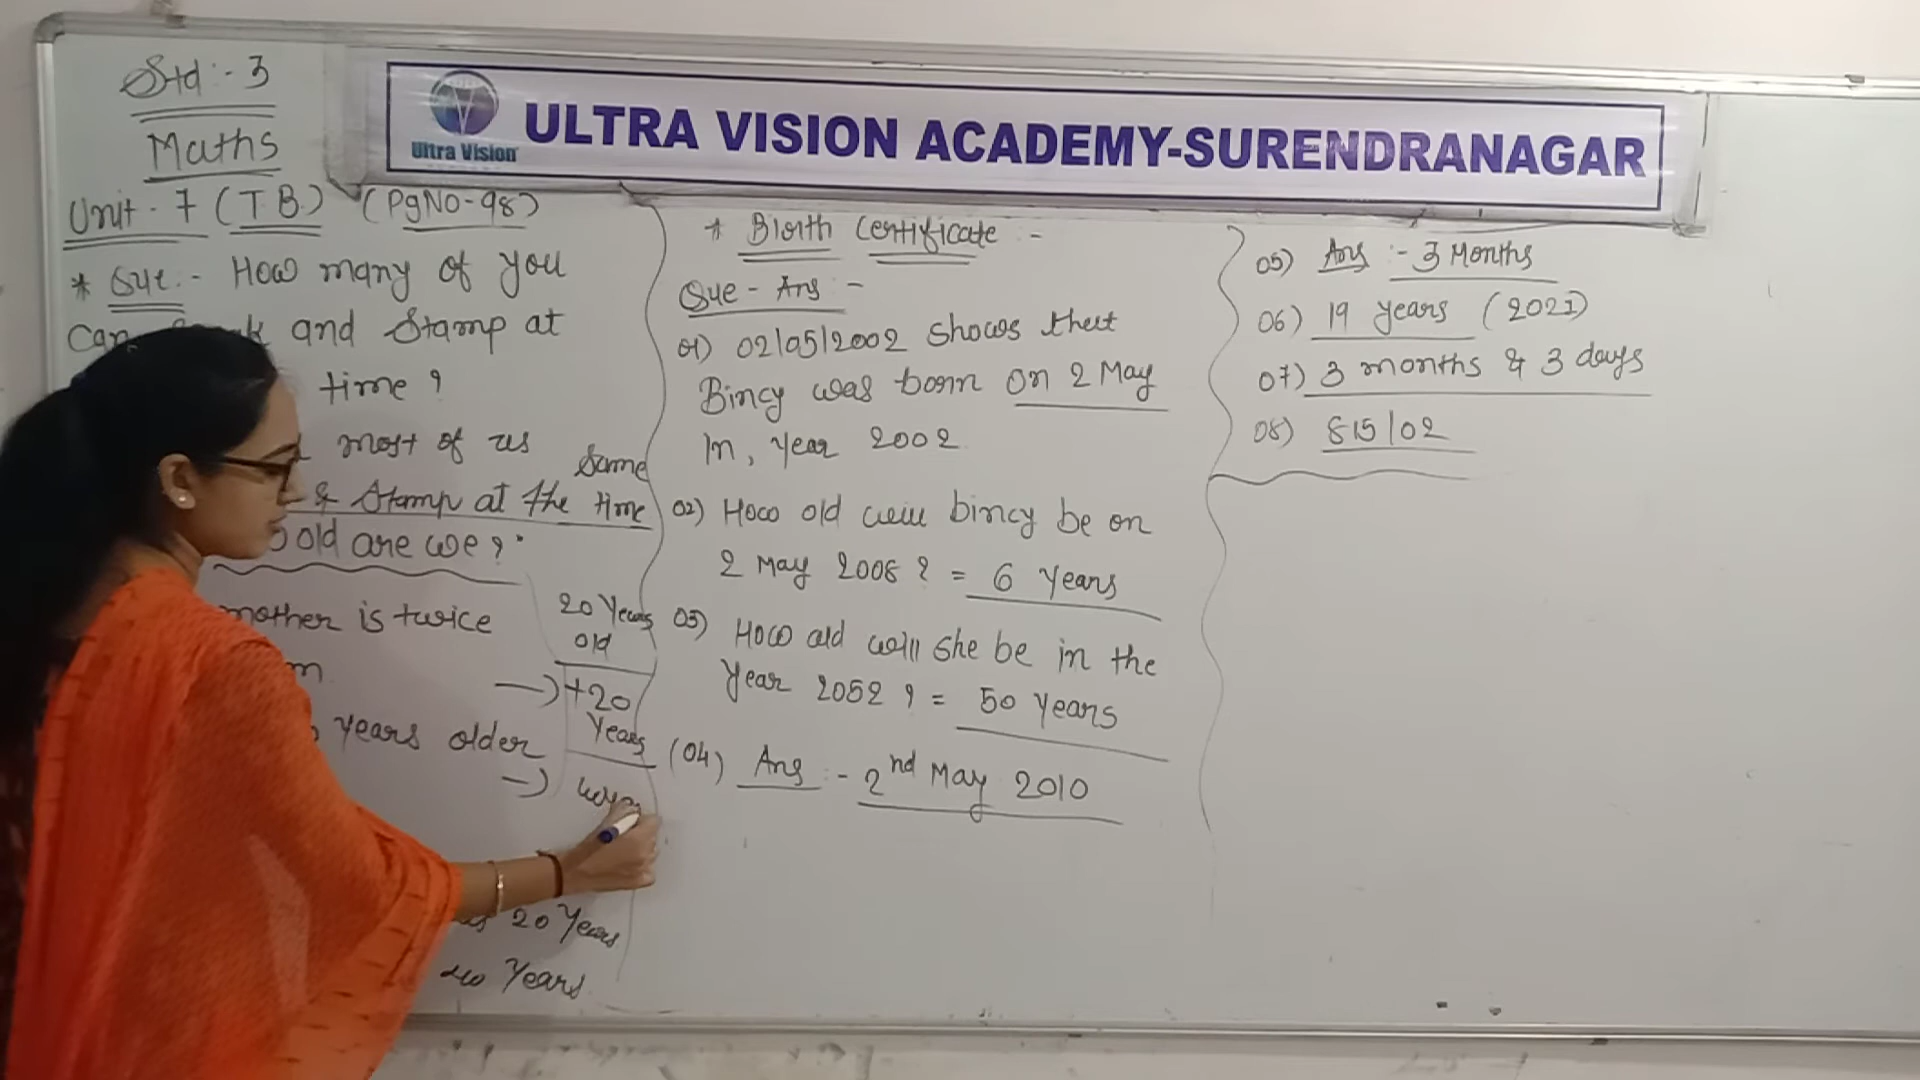 Std :- 3
Maths
Unit - 7 (T.B.) (PgNO-98)
* Que :- How many of you
Can and Stamp at
time ?
most of us
Same
& Stamp at the time
old are we ?
mother is twice
years older
20 Years
old
→ +20
Years
→
20 Years
40 Years
Ultra Vision
ULTRA VISION ACADEMY-SURENDRANAGAR
* Birth Certificate :-
Que - Ans :-
01) 02/05/2002 shows that
Bincy was born on 2 May
In, year 2002
02) How old will bincy be on
2 May 2008 ? = 6 Years
03) How old will she be in the
Year 2052 ? = 50 Years
(04) Ans :- 2nd May 2010
05) Ans :- 3 Months
06) 19 years (2021)
07) 3 months & 3 days
08) 815/02